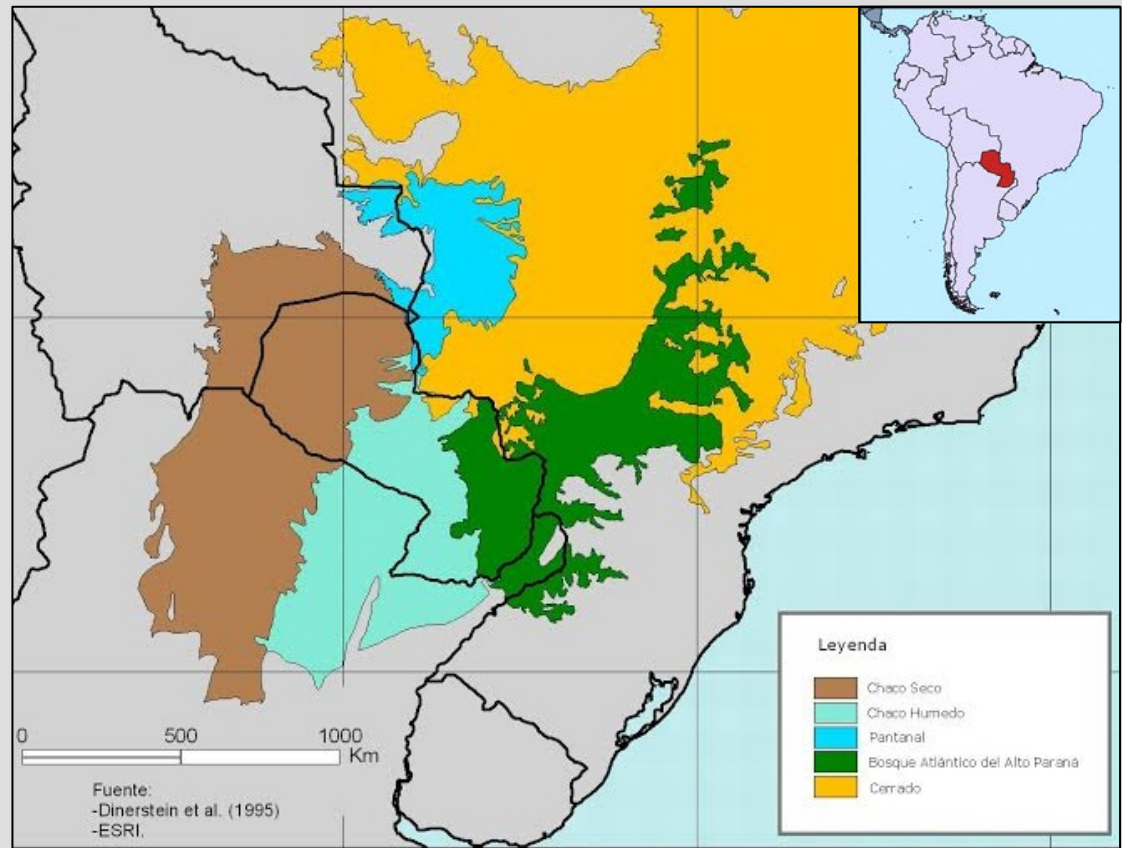 Leyenda
Chaco Seco
Chaco Humedo
Pantanal
Bosque Atlántico del Alto Paraná
Cerrado
0 500 1000
Km
Fuente:
-Dinerstein et al. (1995)
-ESRI.